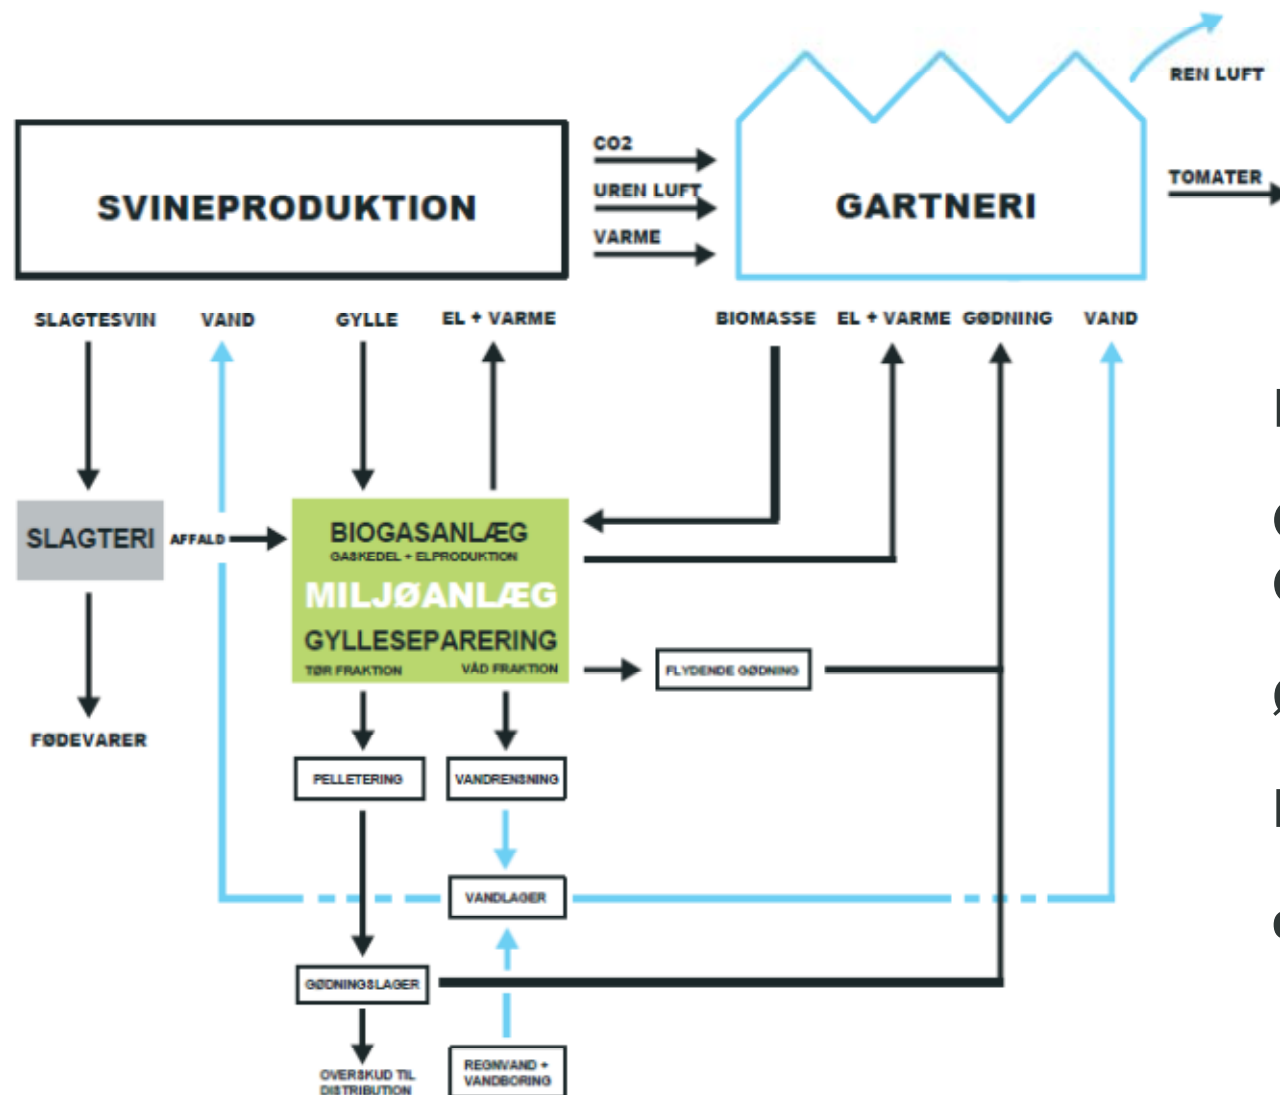 REN LUFT
CO2
UREN LUFT
VARME
SVINEPRODUKTION
GARTNERI
TOMATER
SLAGTESVIN
VAND
GYLLE
EL + VARME
BIOMASSE
EL + VARME
GØDNING
VAND
SLAGTERI
AFFALD
BIOGASANLÆG
GASKEDEL + ELPRODUKTION
MILJØANLÆG
GYLLESEPARERING
TØR FRAKTION
VÅD FRAKTION
FLYDENDE GØDNING
FØDEVARER
PELLETERING
VANDRENSNING
VANDLAGER
GØDNINGSLAGER
OVERSKUD TIL
DISTRIBUTION
REGNVAND +
VANDBORING